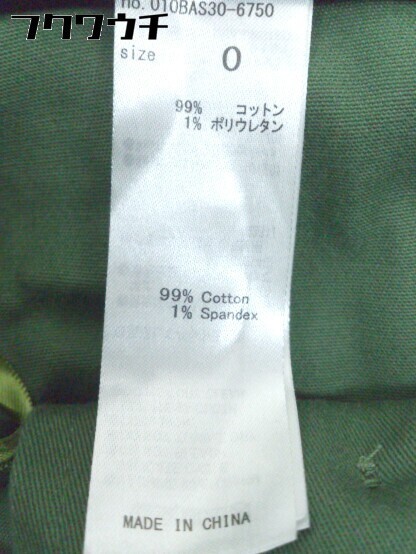 フクワウチ
no. 010BAS30-6750
size 0
99% コットン
1% ポリウレタン
99% Cotton
1% Spandex
MADE IN CHINA